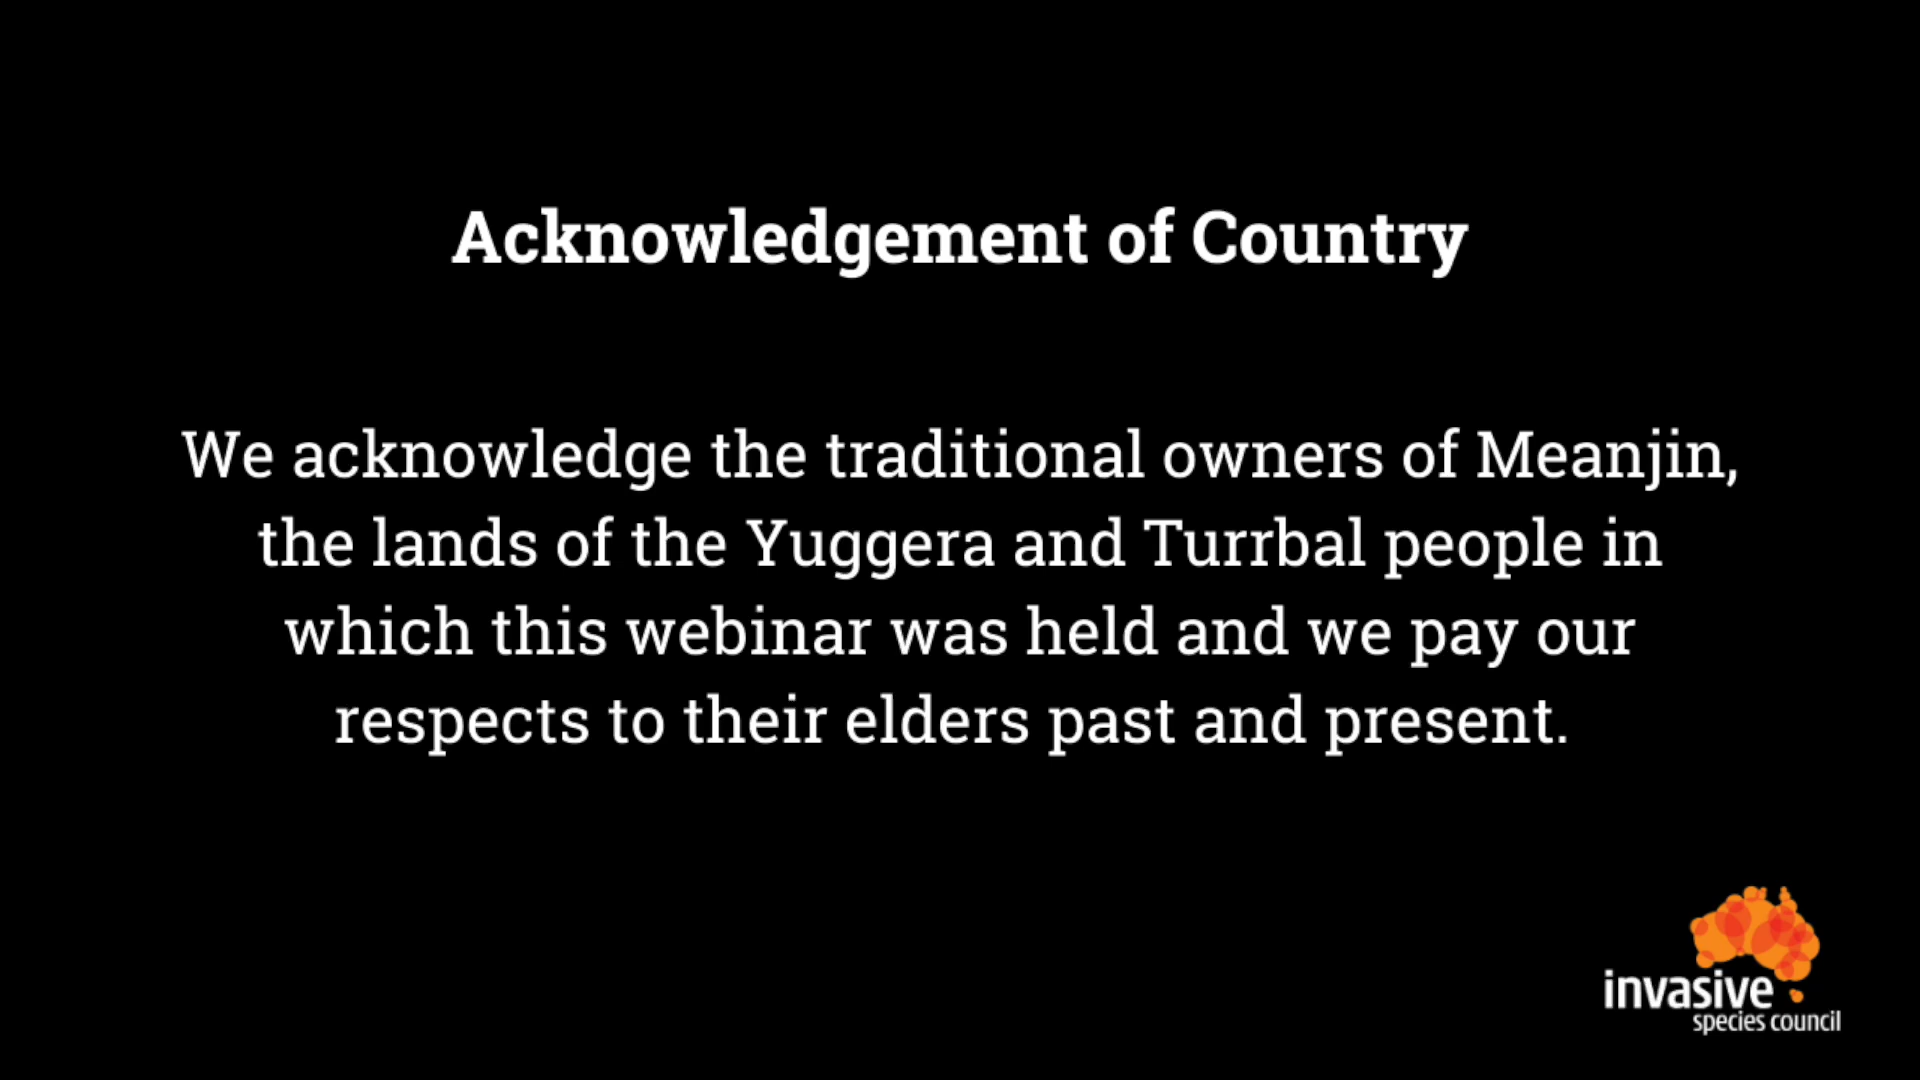 Acknowledgement of Country
We acknowledge the traditional owners of Meanjin,
the lands of the Yuggera and Turrbal people in
which this webinar was held and we pay our
respects to their elders past and present.
invasive
species council